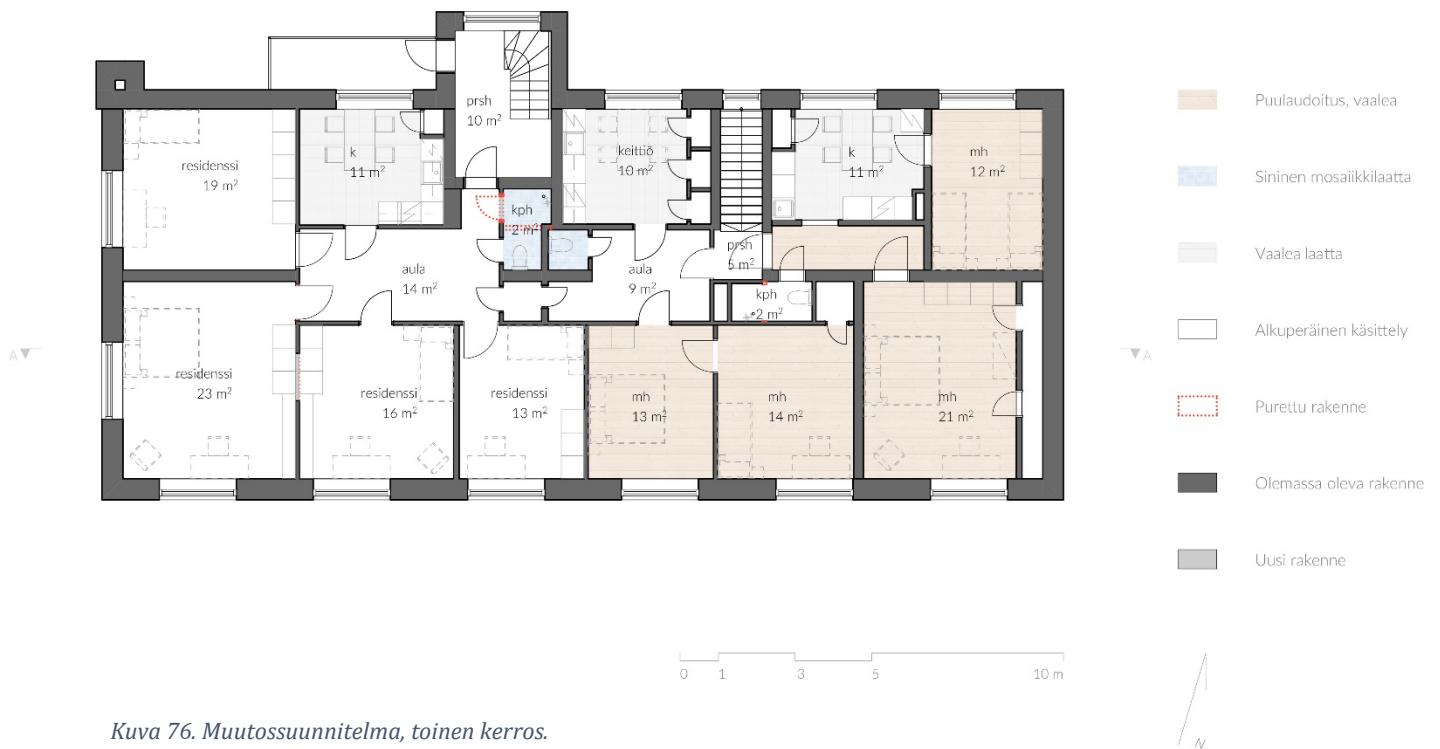 prsh
10 m²
residenssi
19 m²
k
11 m²
kph
2 m²
keittiö
10 m²
k
11 m²
mh
12 m²
aula
14 m²
aula
9 m²
prsh
5 m²
kph
2 m²
residenssi
23 m²
residenssi
16 m²
residenssi
13 m²
mh
13 m²
mh
14 m²
mh
21 m²
A
A
Puulaudoitus, vaalea
Sininen mosaiikkilaatta
Vaalea laatta
Alkuperäinen käsittely
Purettu rakenne
Olemassa oleva rakenne
Uusi rakenne
0 1 3 5 10 m
N
Kuva 76. Muutossuunnitelma, toinen kerros.